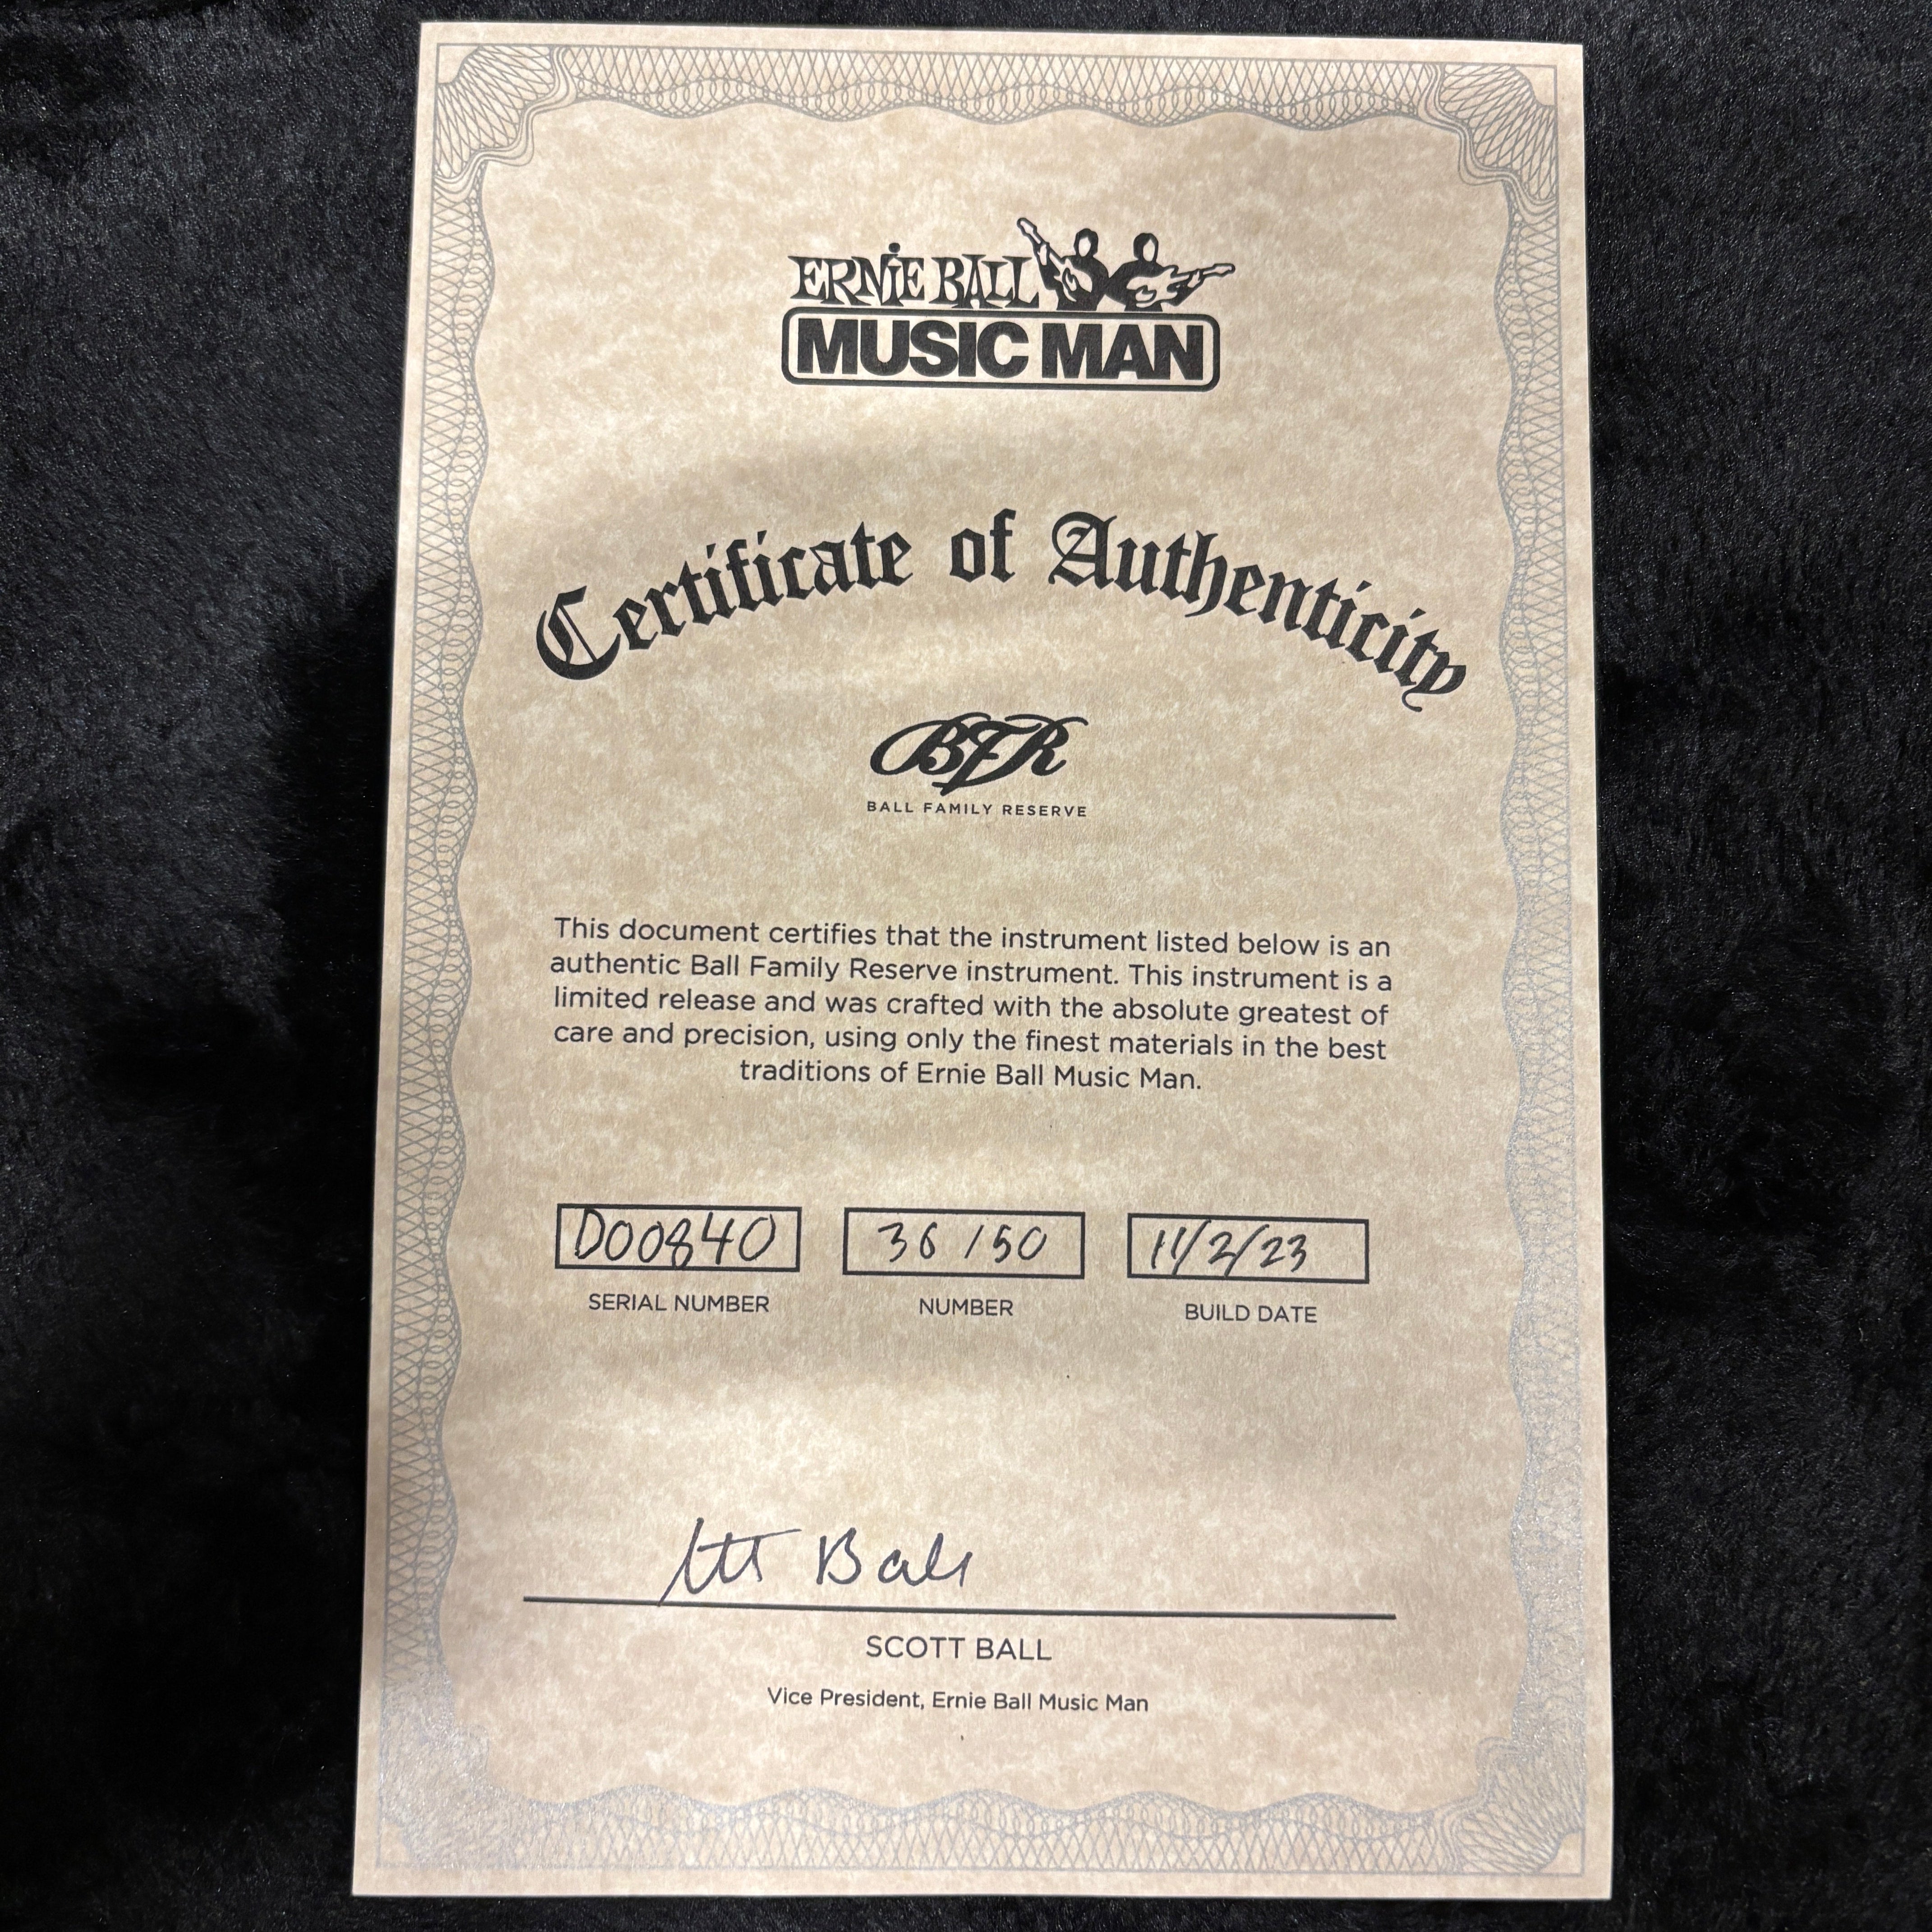 ERNIE BALL
MUSIC MAN
Certificate of Authenticity
BFR
BALL FAMILY RESERVE
This document certifies that the instrument listed below is an
authentic Ball Family Reserve instrument. This instrument is a
limited release and was crafted with the absolute greatest of
care and precision, using only the finest materials in the best
traditions of Ernie Ball Music Man.
D00840 36/50 11/2/23
SERIAL NUMBER NUMBER BUILD DATE
Ball
SCOTT BALL
Vice President, Ernie Ball Music Man